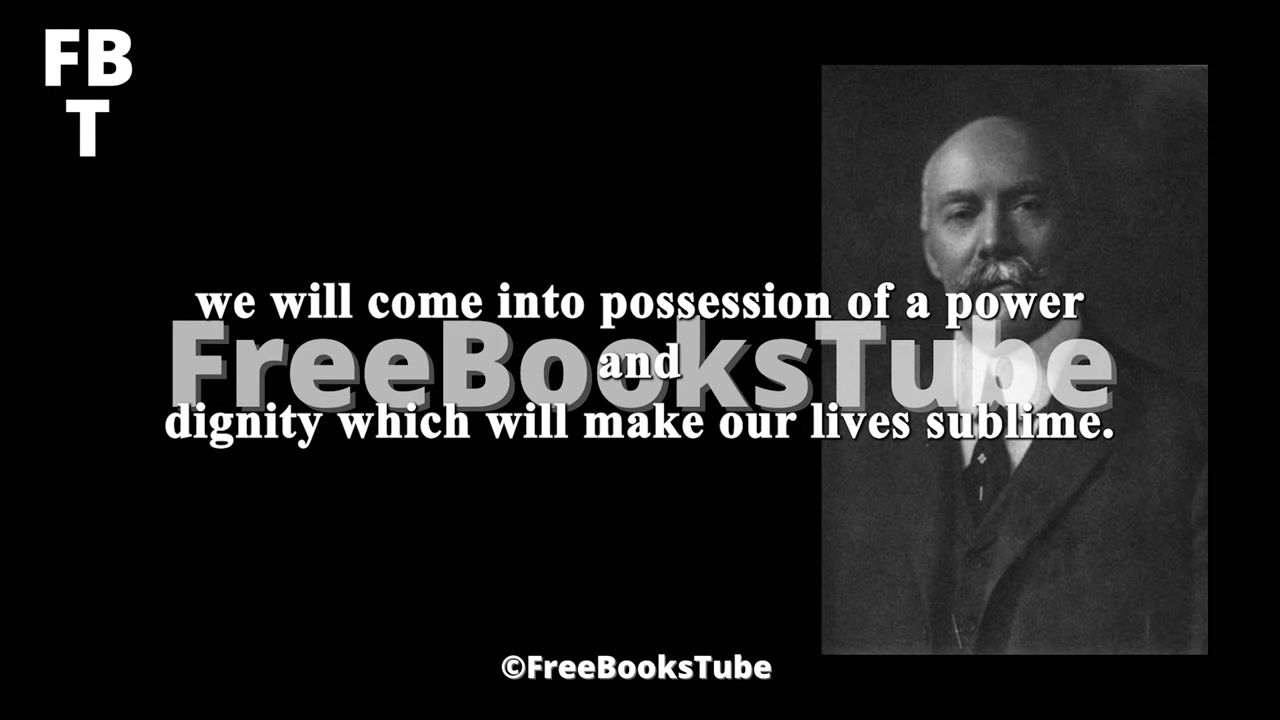 FB
T
we will come into possession of a power
FreeBooksTube
and
dignity which will make our lives sublime.
©FreeBooksTube